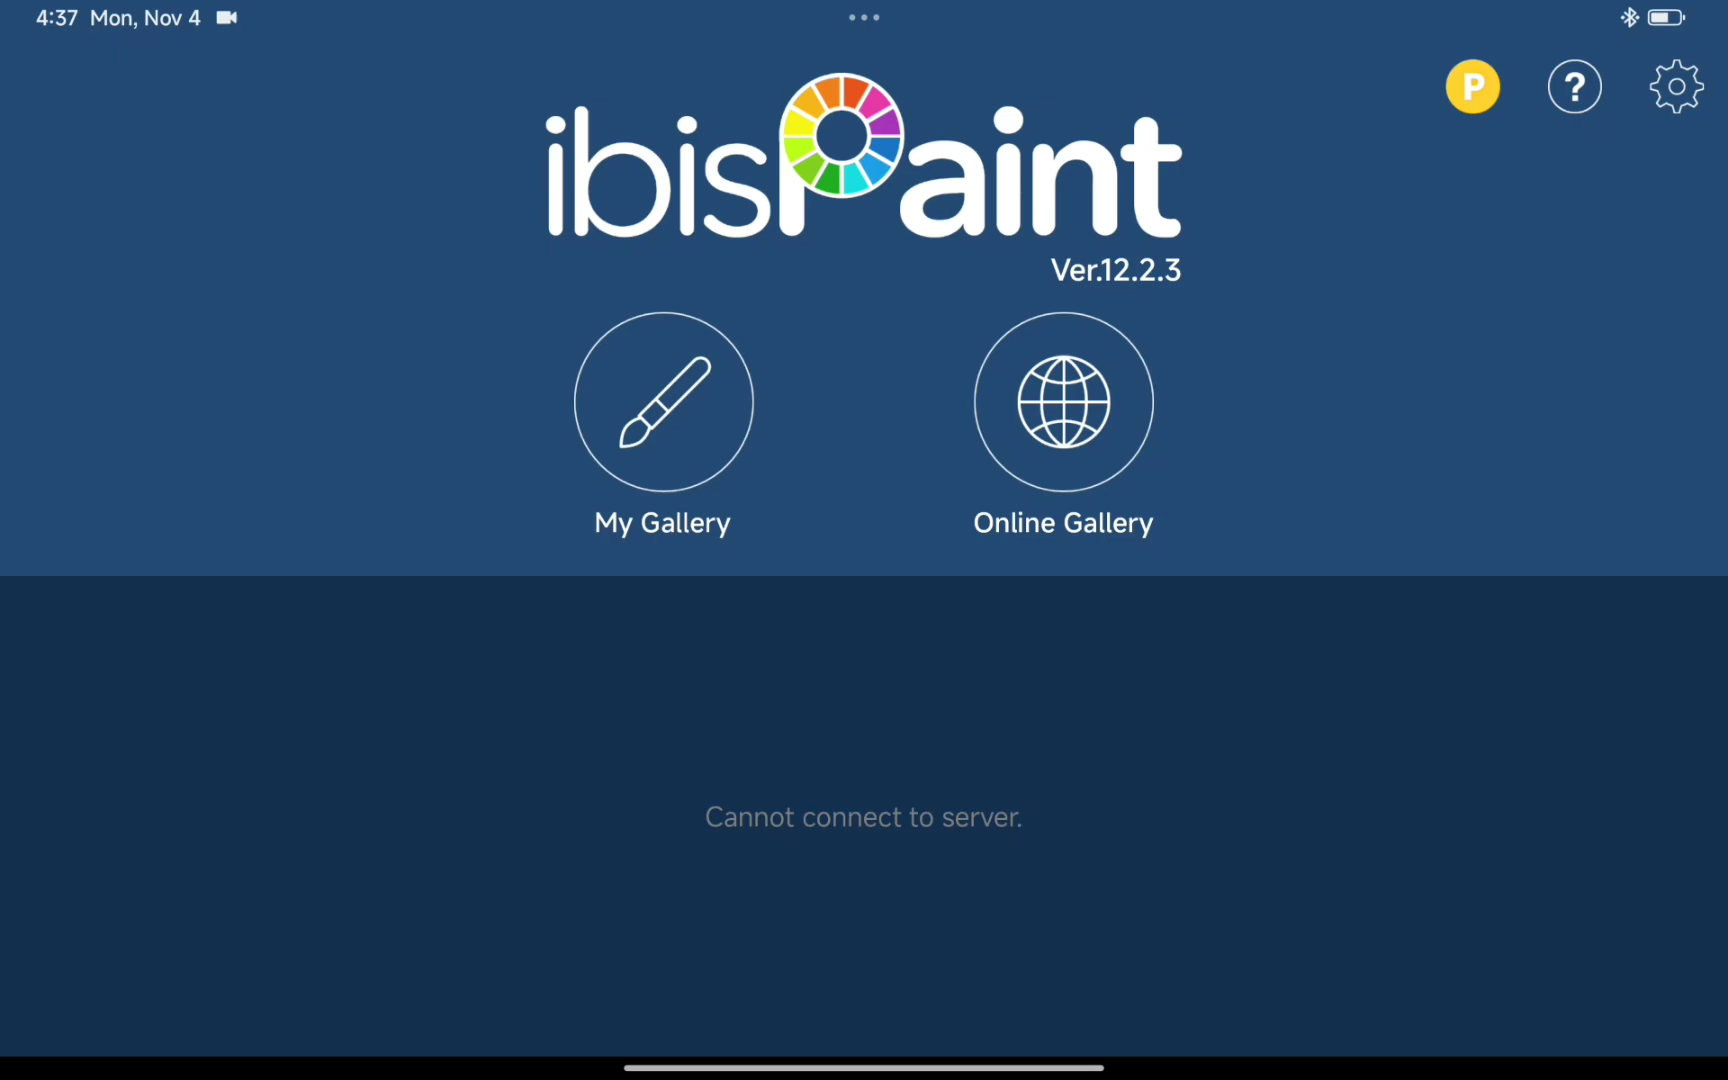 4:37 Mon, Nov 4
P ?
ibisPaint
Ver.12.2.3
My Gallery Online Gallery
Cannot connect to server.